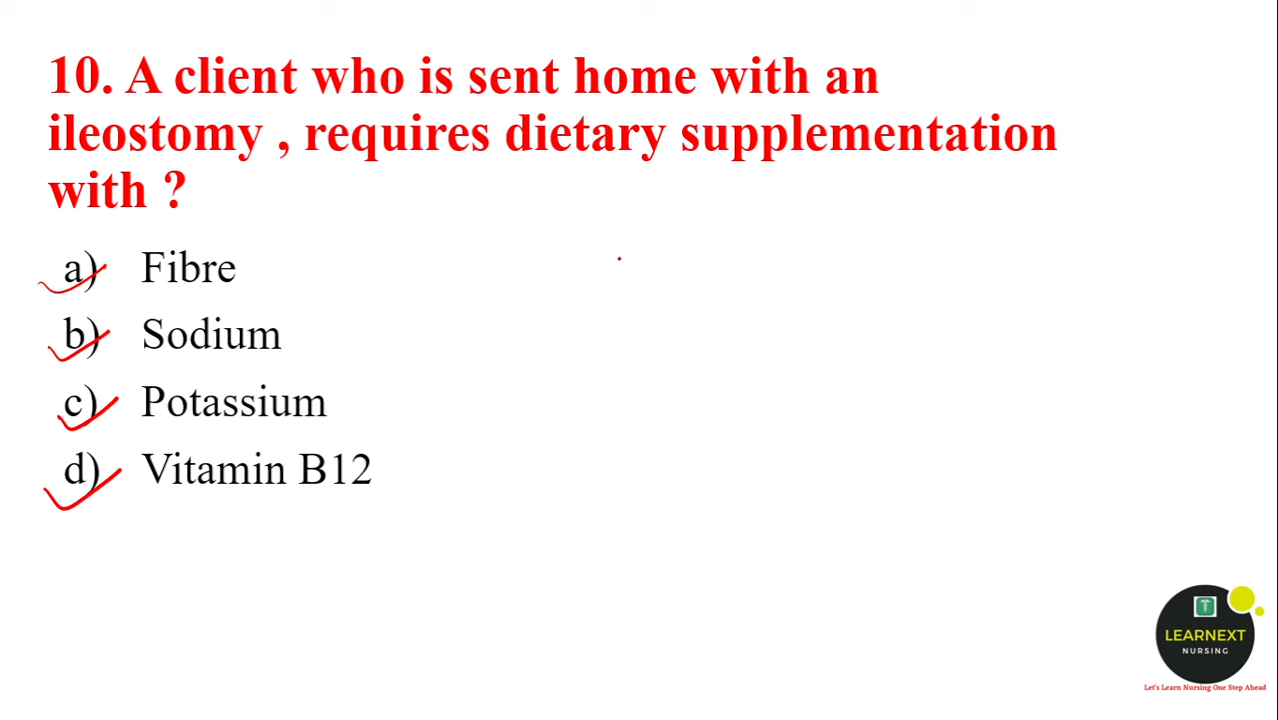 10. A client who is sent home with an
ileostomy , requires dietary supplementation
with ?
a) Fibre
b) Sodium
c) Potassium
d) Vitamin B12
LEARNEXT
NURSING
Let's Learn Nursing One Step Ahead